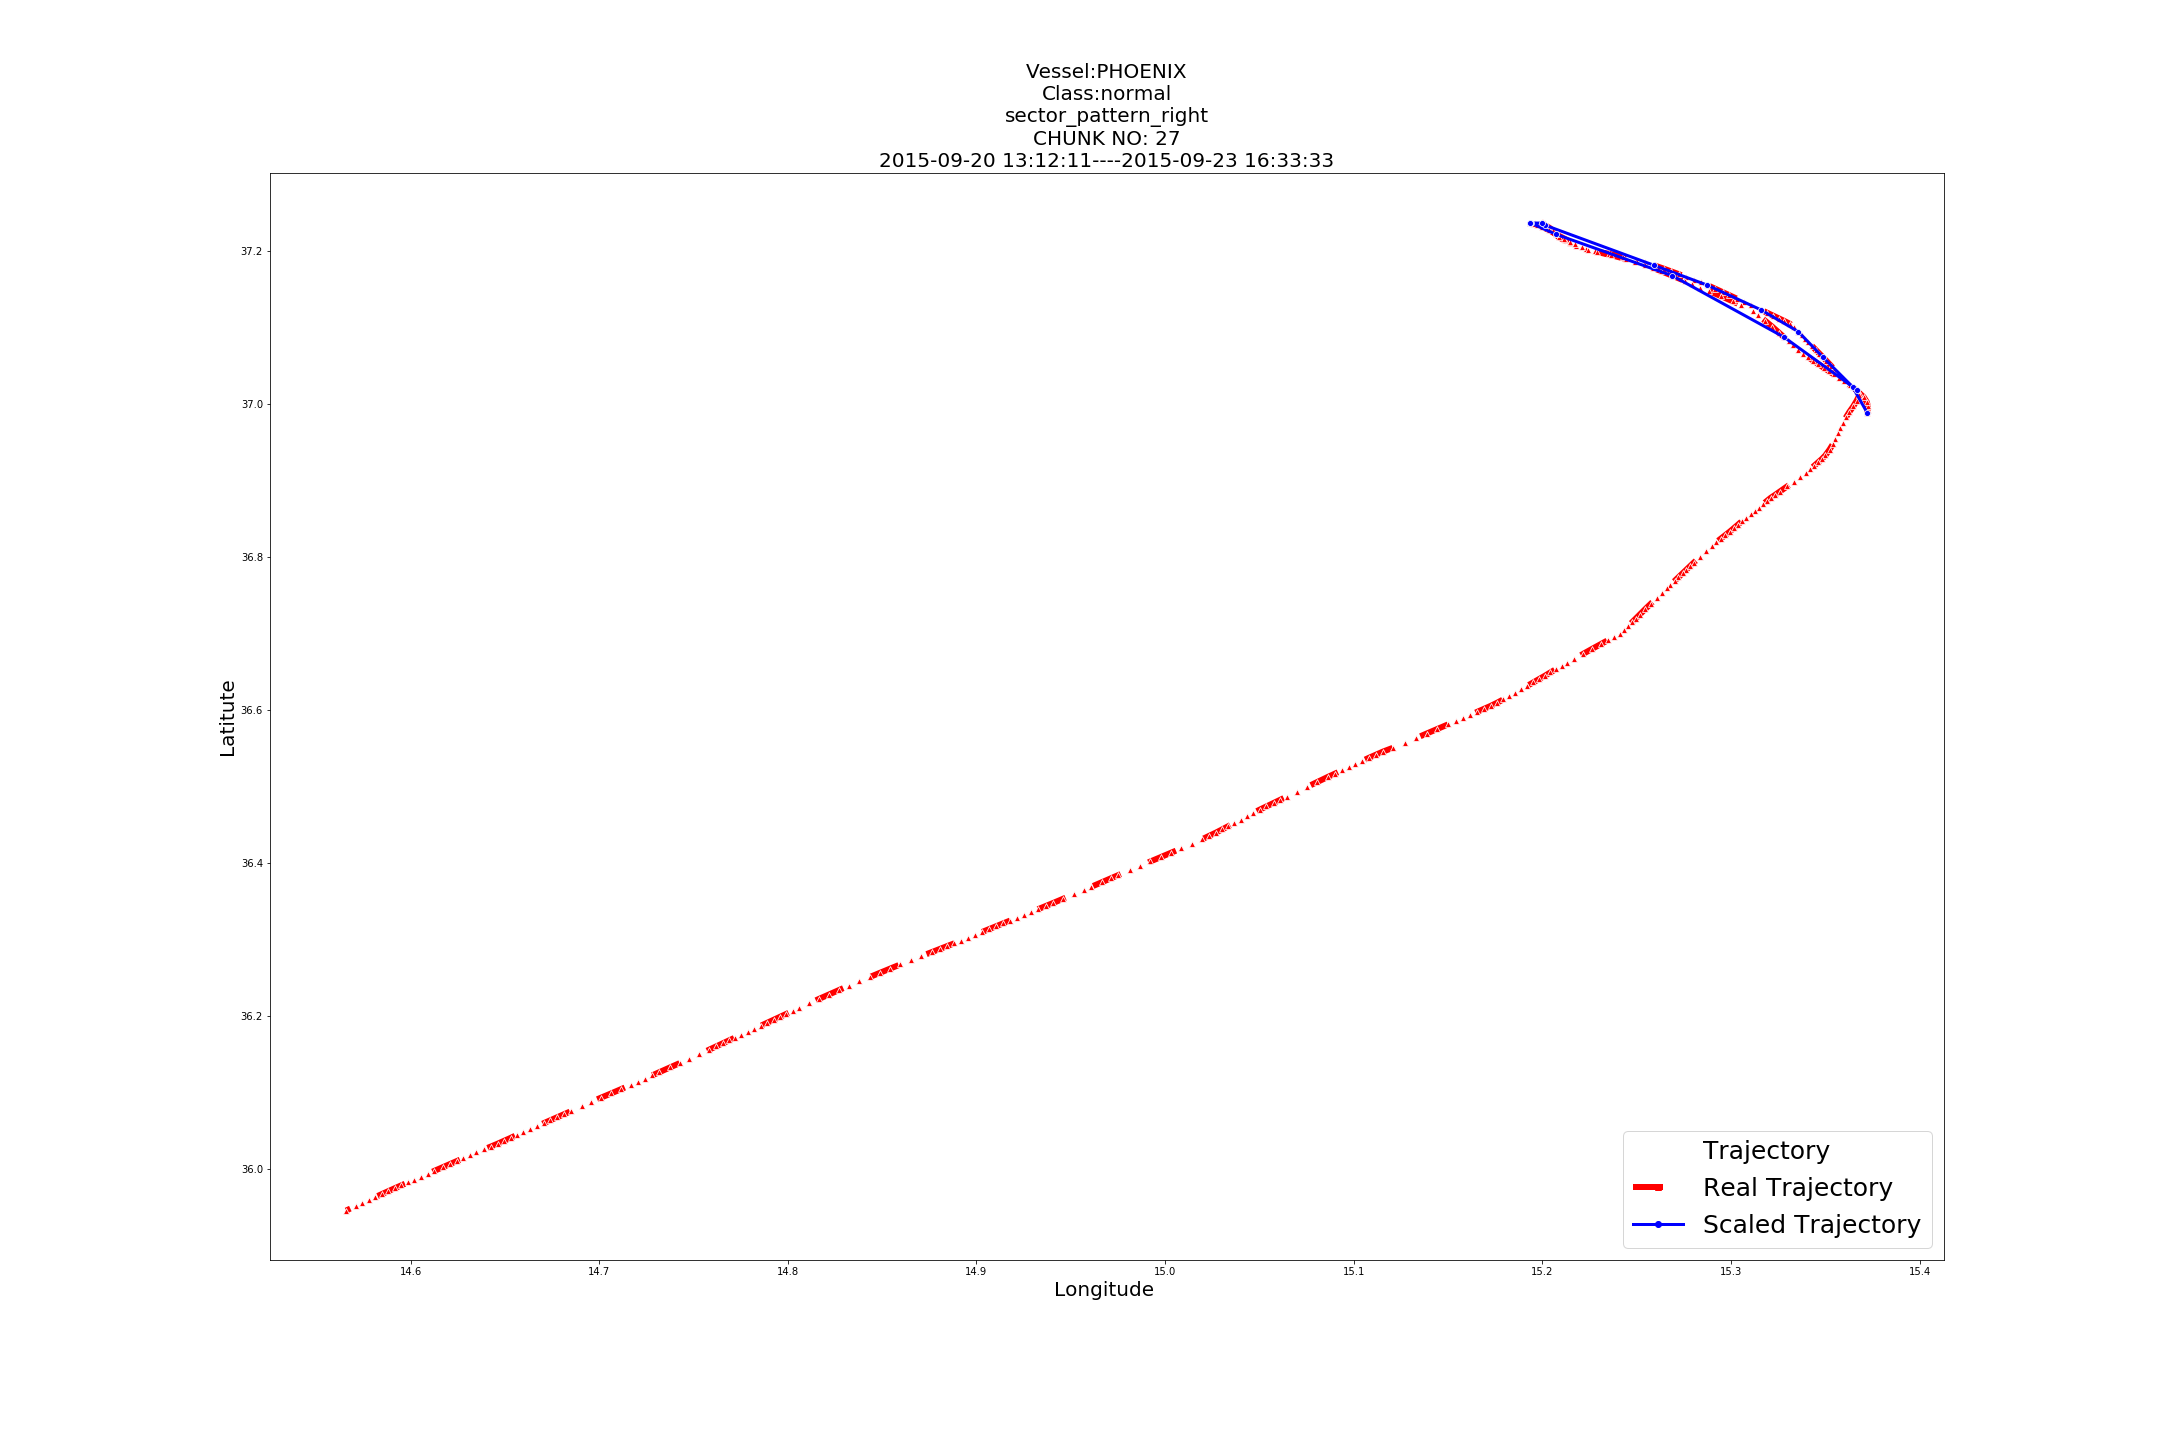 Vessel:PHOENIX
Class:normal
sector_pattern_right
CHUNK NO: 27
2015-09-20 13:12:11----2015-09-23 16:33:33
37.2
37.0
36.8
36.6
36.4
36.2
36.0
Latitute
14.6 14.7 14.8 14.9 15.0 15.1 15.2 15.3 15.4
Longitude
Trajectory
Real Trajectory
Scaled Trajectory